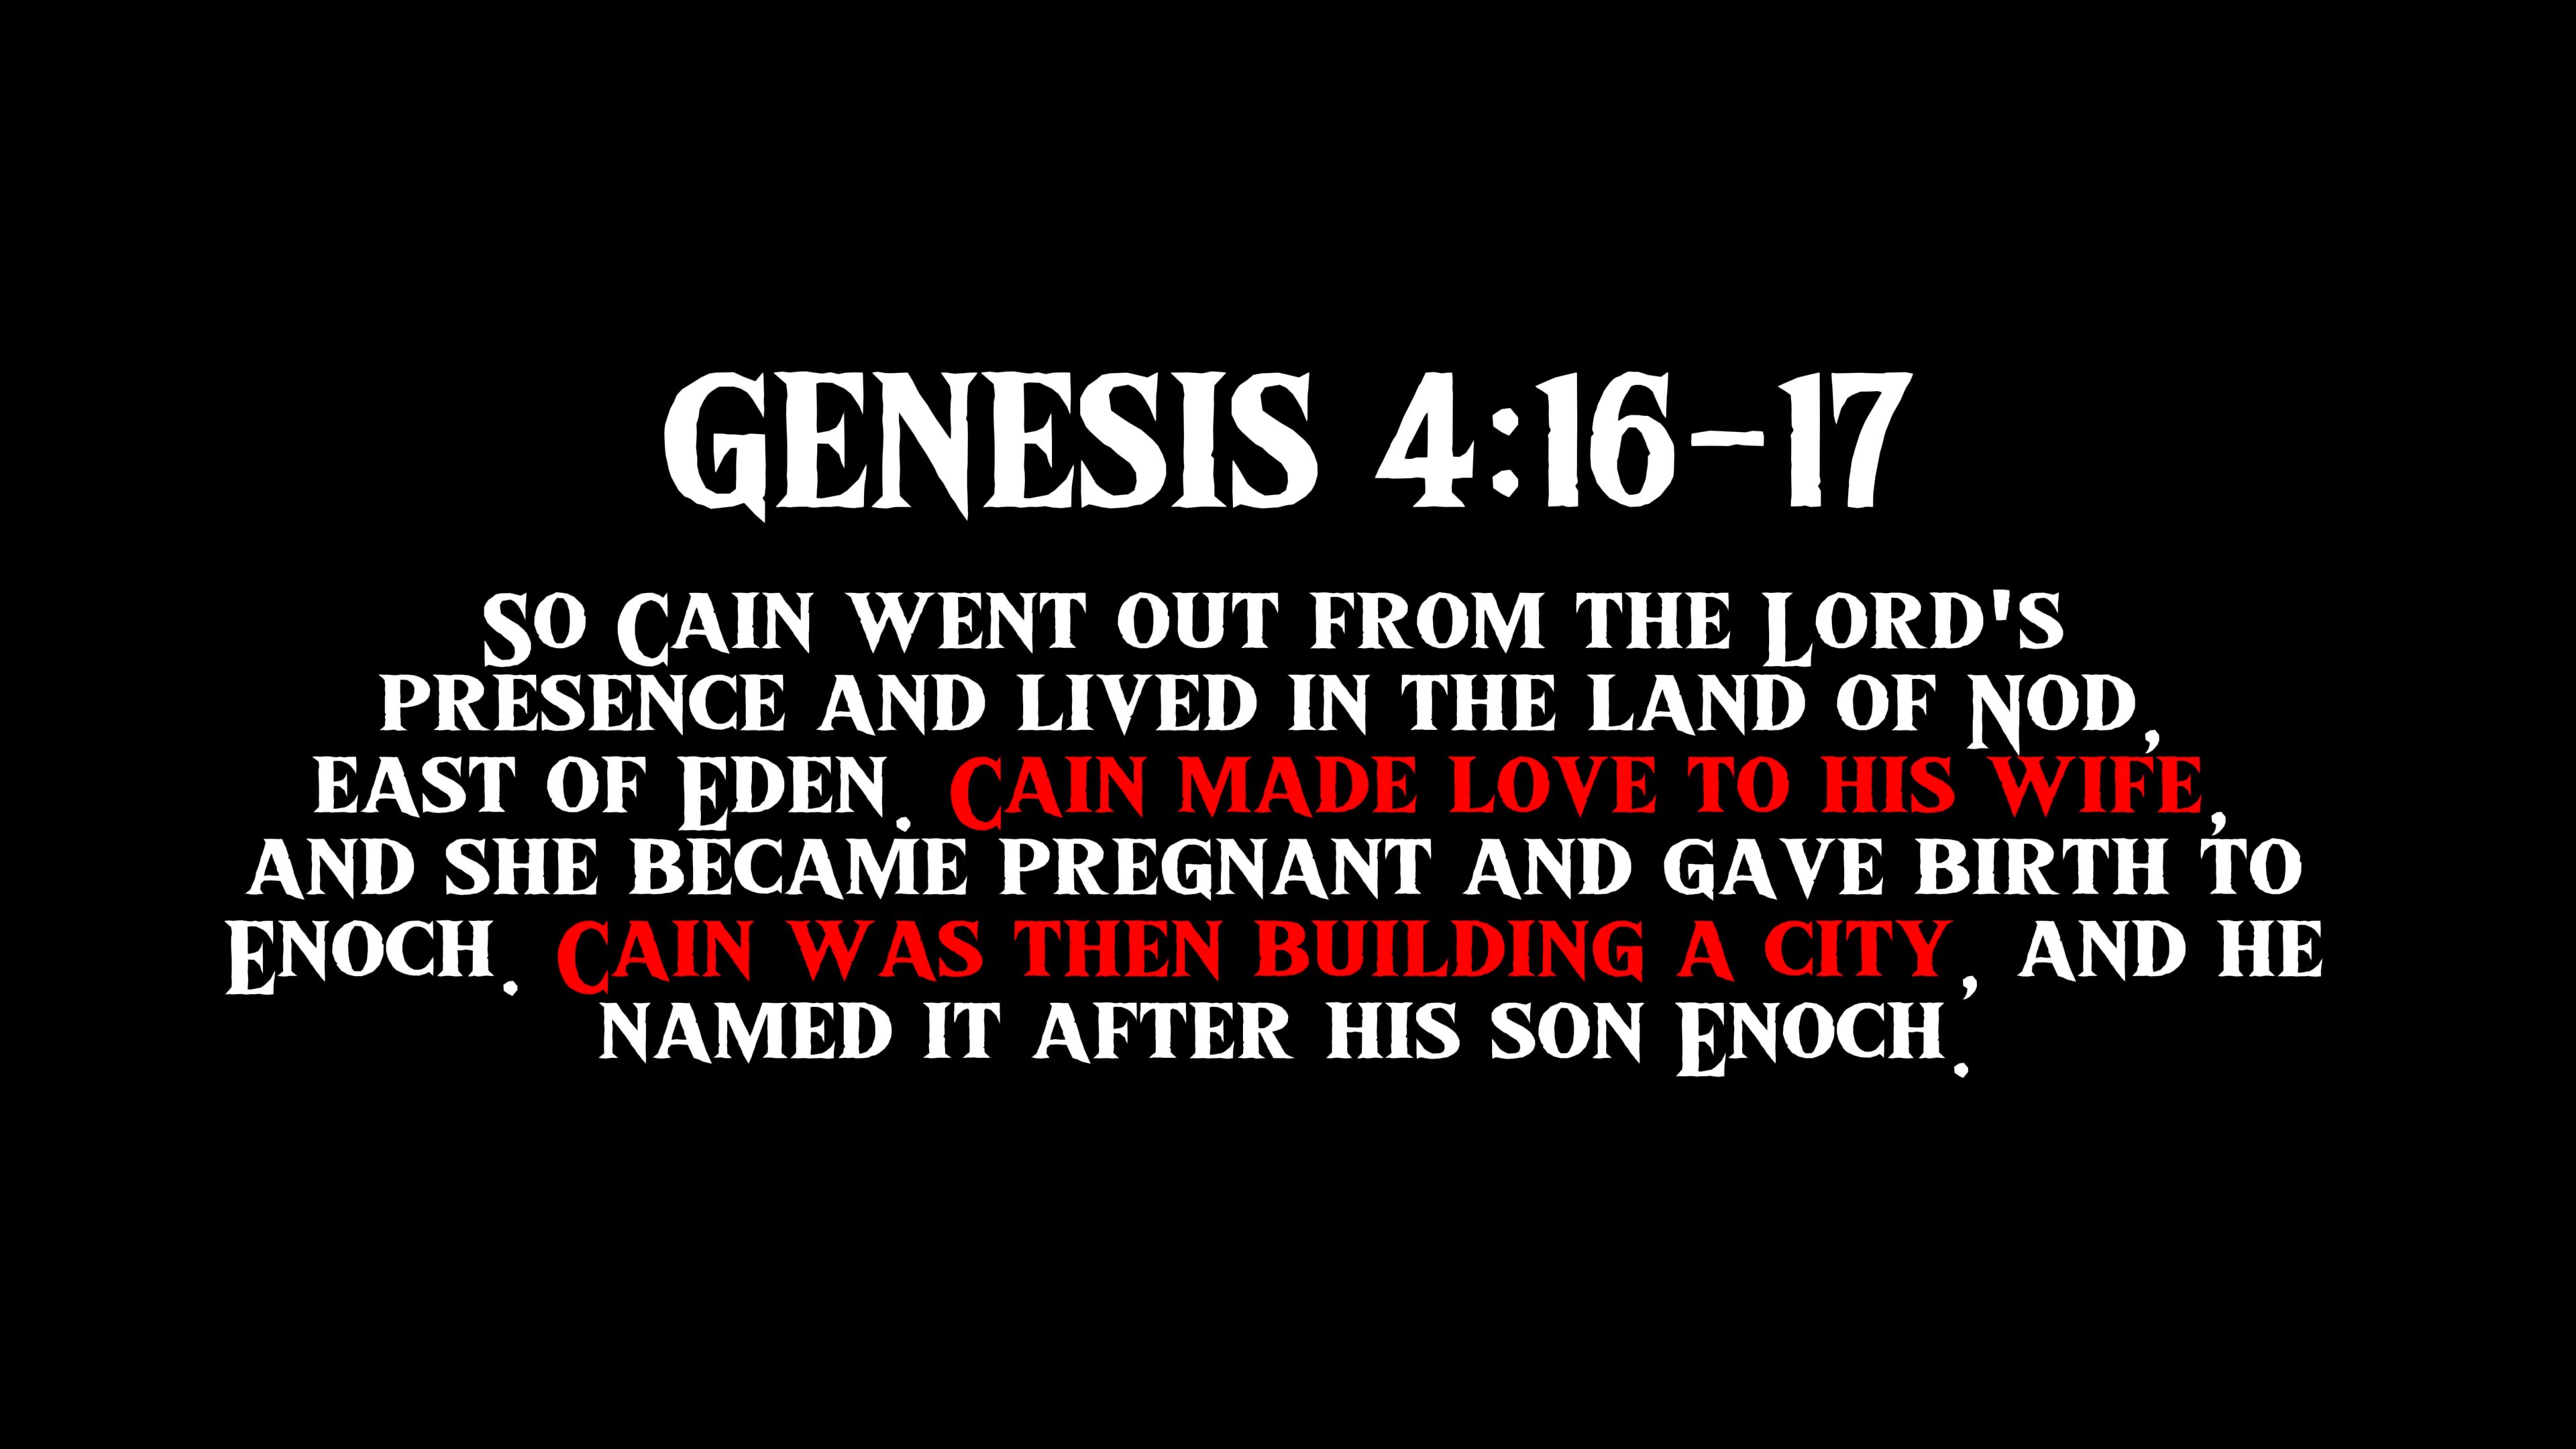 GENESIS 4:16-17
So Cain went out from the Lord's
presence and lived in the land of Nod,
east of Eden. Cain made love to his wife,
and she became pregnant and gave birth to
Enoch. Cain was then building a city, and he
named it after his son Enoch.